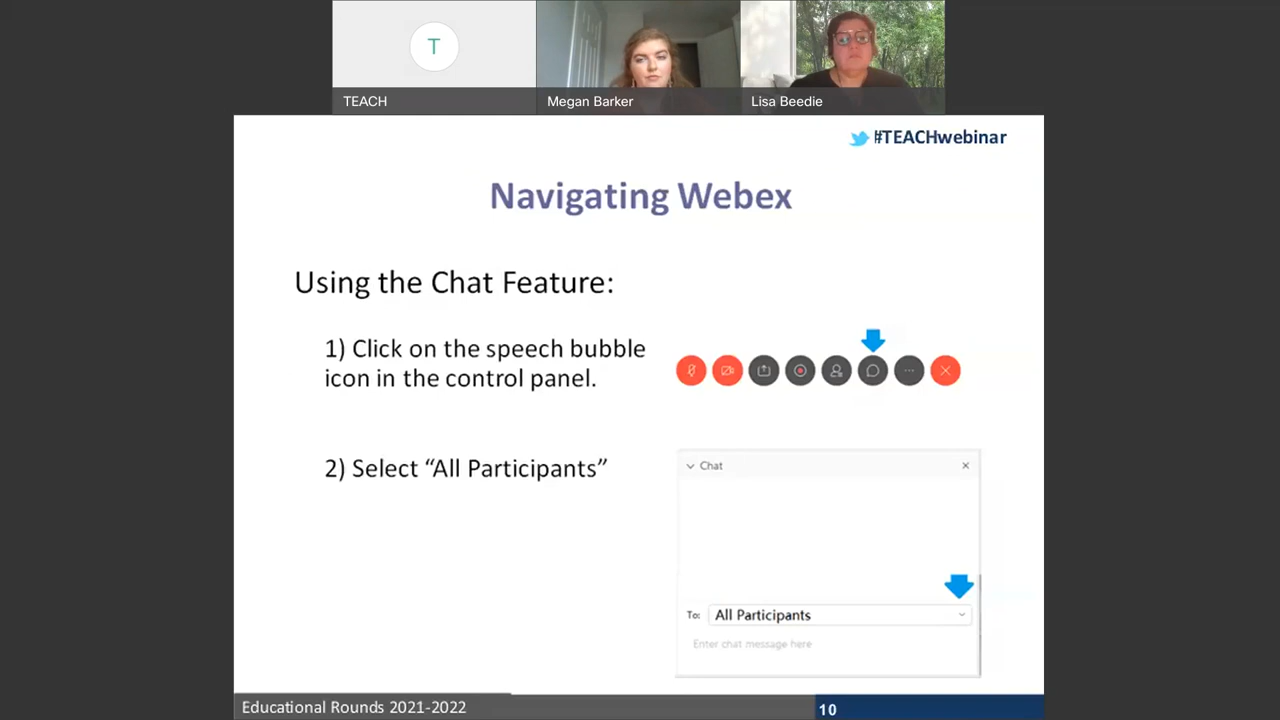 T
TEACH
Megan Barker
Lisa Beedie
#TEACHwebinar
Navigating Webex
Using the Chat Feature:
1) Click on the speech bubble
icon in the control panel.
2) Select “All Participants”
Chat
To:
All Participants
Enter chat message here
Educational Rounds 2021-2022
10